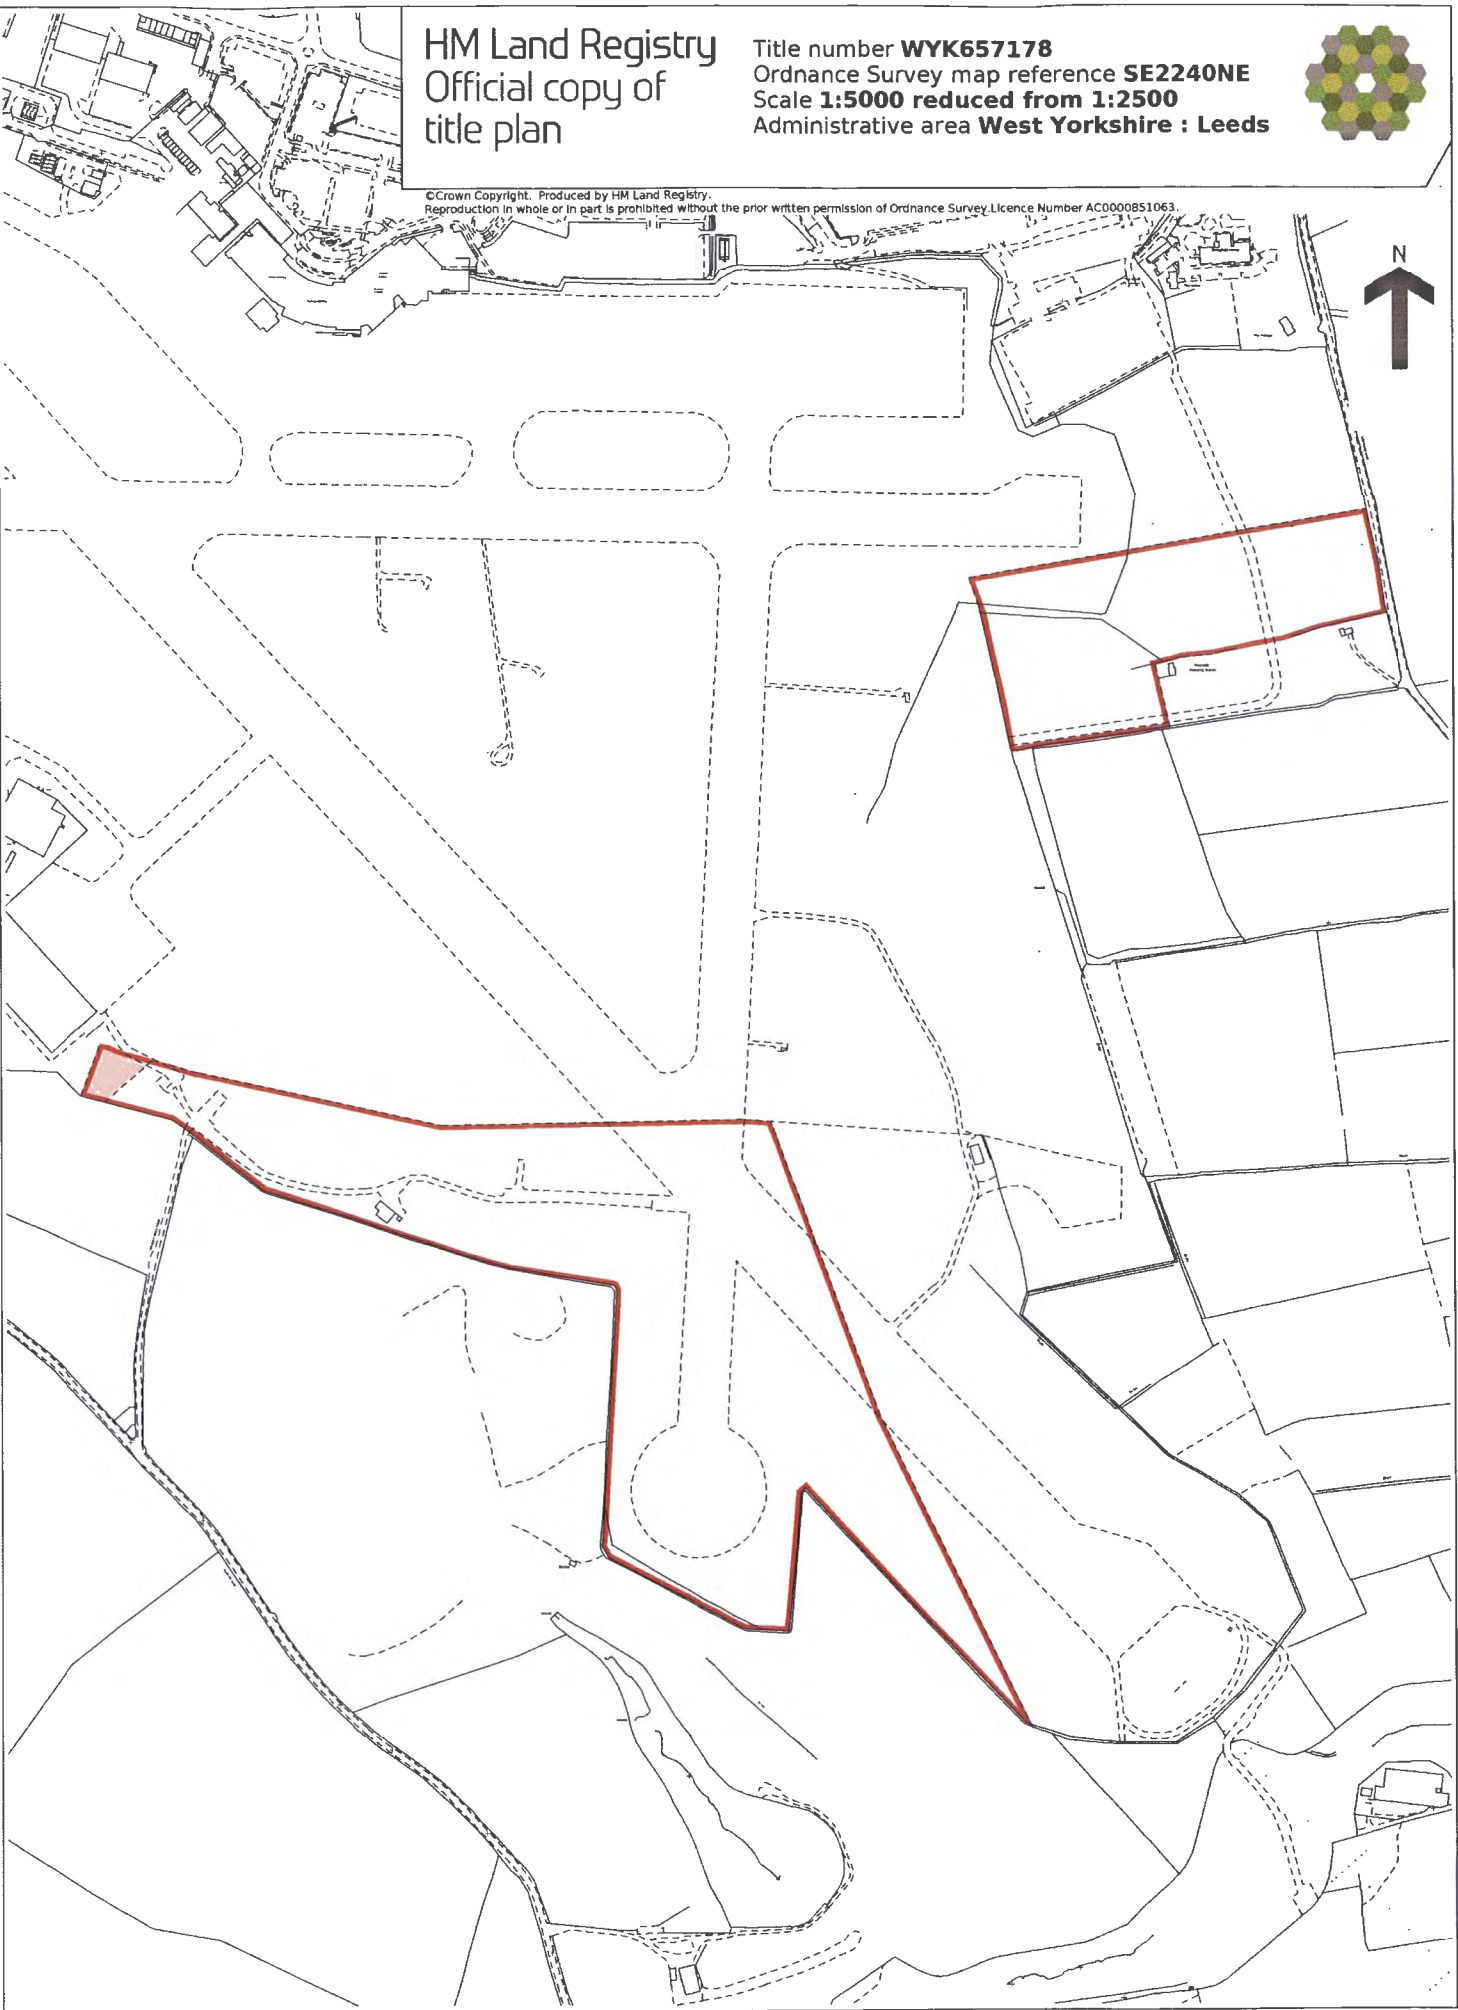 HM Land Registry
Official copy of
title plan
Title number WYK657178
Ordnance Survey map reference SE2240NE
Scale 1:5000 reduced from 1:2500
Administrative area West Yorkshire : Leeds
©Crown Copyright. Produced by HM Land Registry.
Reproduction in whole or in part is prohibited without the prior written permission of Ordnance Survey.Licence Number AC0000851063.
N